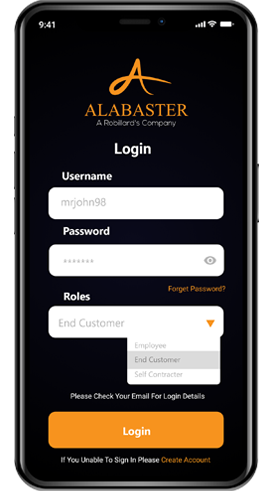 9:41
ALABASTER
A Robillard's Company
Login
Username
mrjohn98
Password
•••••••
Forget Password?
Roles
End Customer
Employee
End Customer
Self Contracter
Please Check Your Email For Login Details
Login
If You Unable To Sign In Please Create Account